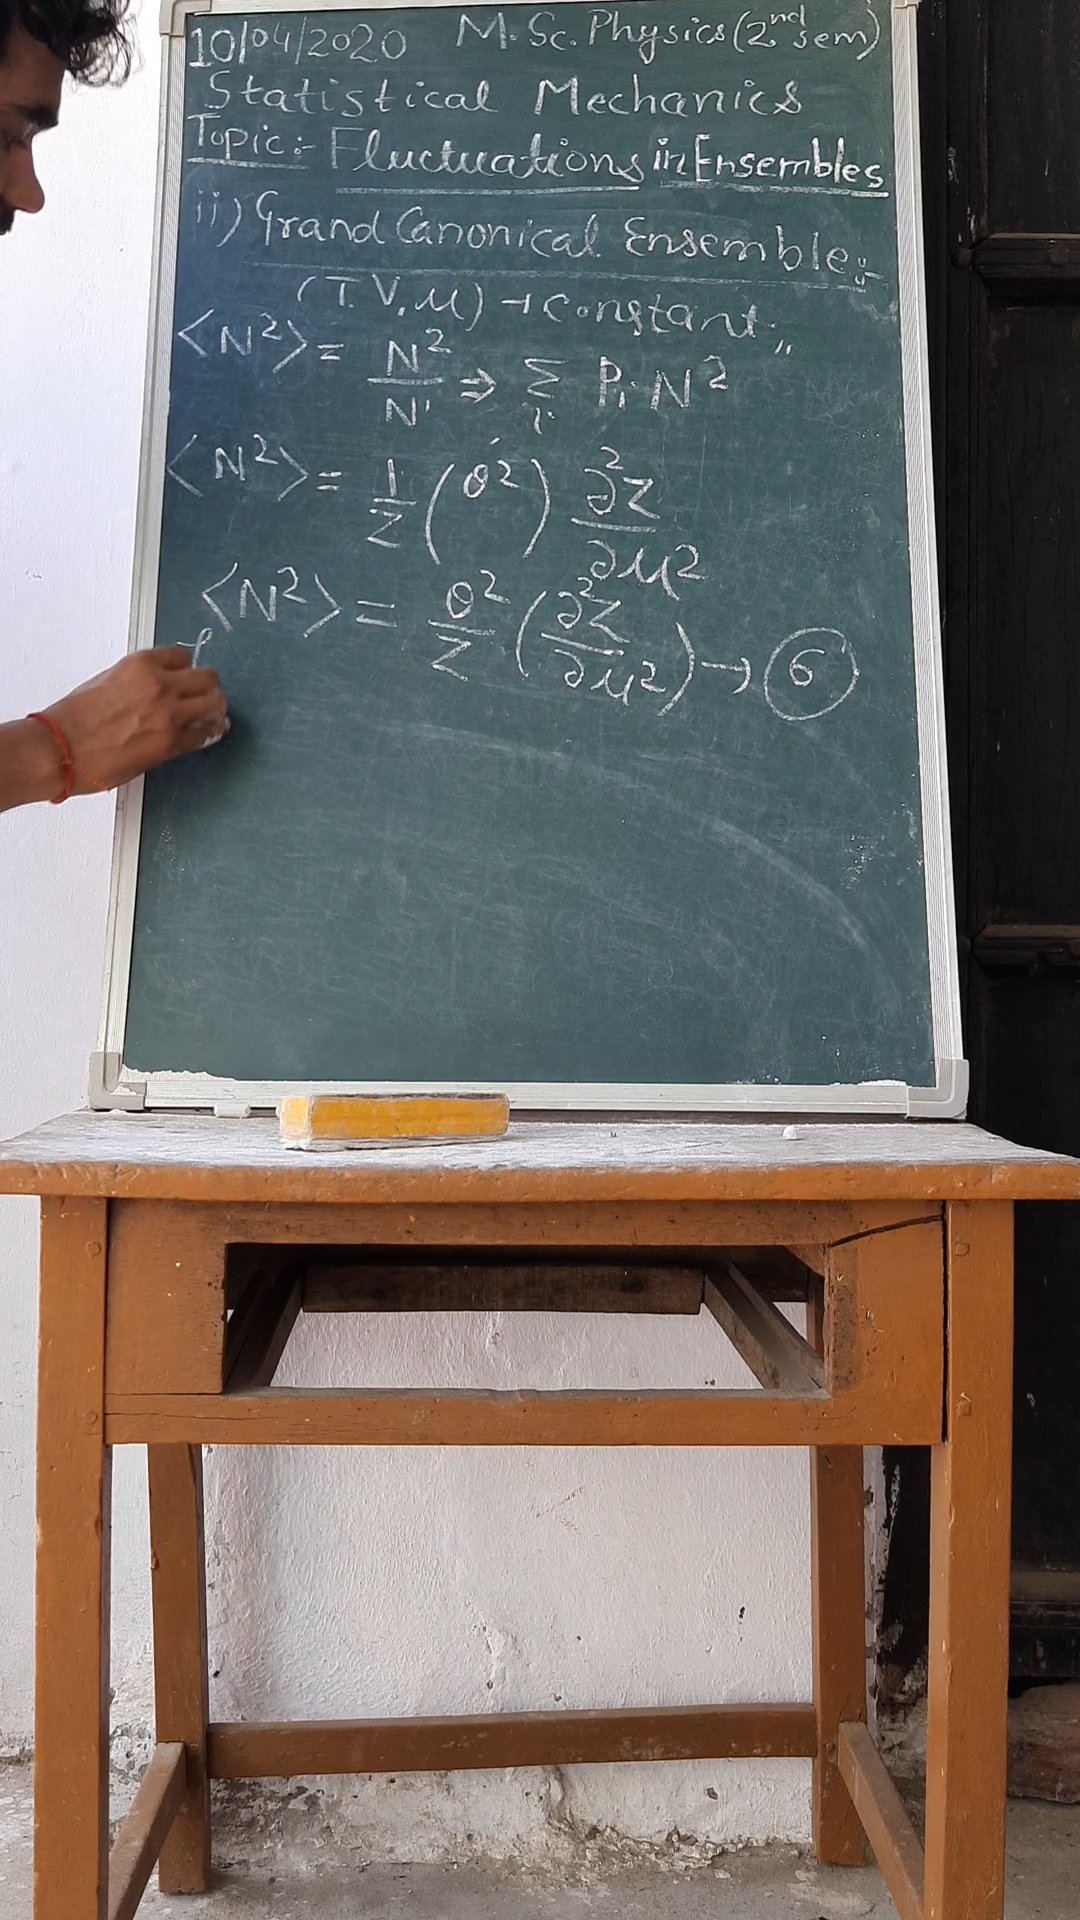 10/04/2020 M.Sc. Physics (2nd sem)
Statistical Mechanics
Topic:- Fluctuations in Ensembles
ii) Grand Canonical Ensemble:-
(T.V,μ) → Constant,,
<N²> = N²/N' ⇒ Σi Pi N²
<N²> = 1/Z (θ²) ∂²Z/∂μ²
<N²> = θ²/Z (∂²Z/∂μ²) → 6